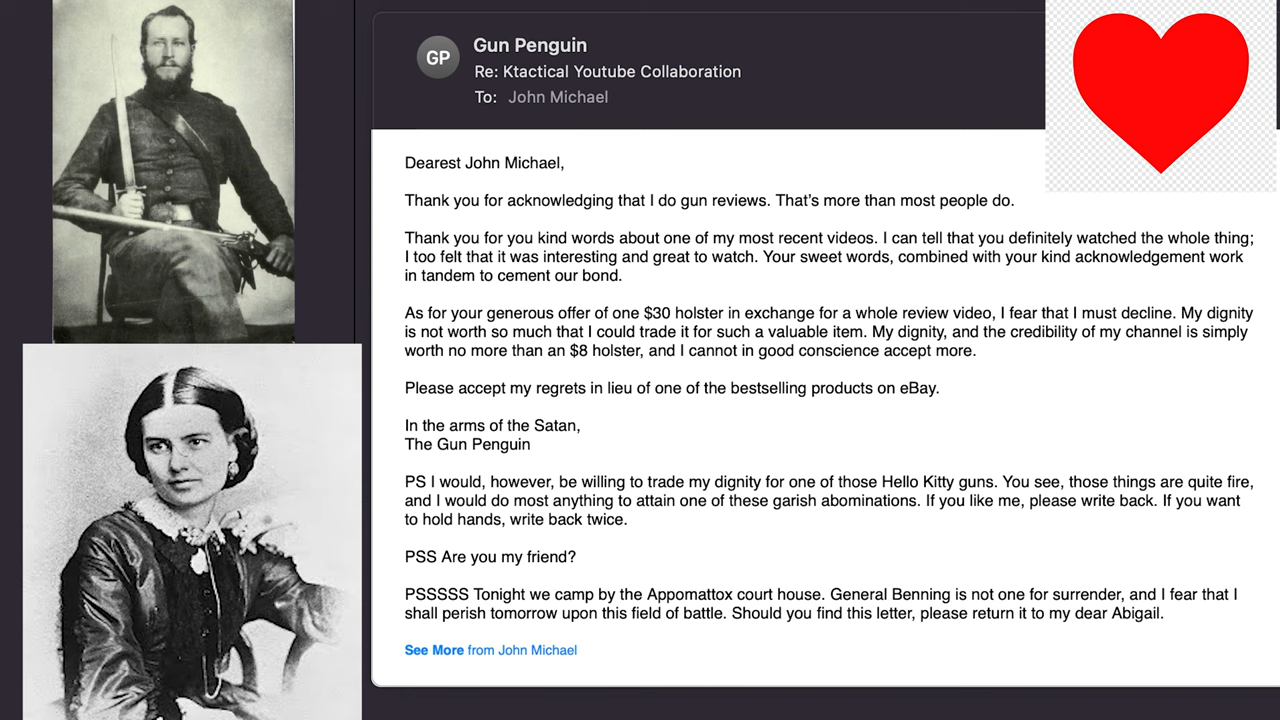 GP
Gun Penguin
Re: Ktactical Youtube Collaboration
To: John Michael
Dearest John Michael,
Thank you for acknowledging that I do gun reviews. That's more than most people do.
Thank you for you kind words about one of my most recent videos. I can tell that you definitely watched the whole thing;
I too felt that it was interesting and great to watch. Your sweet words, combined with your kind acknowledgement work
in tandem to cement our bond.
As for your generous offer of one $30 holster in exchange for a whole review video, I fear that I must decline. My dignity
is not worth so much that I could trade it for such a valuable item. My dignity, and the credibility of my channel is simply
worth no more than an $8 holster, and I cannot in good conscience accept more.
Please accept my regrets in lieu of one of the bestselling products on eBay.
In the arms of the Satan,
The Gun Penguin
PS I would, however, be willing to trade my dignity for one of those Hello Kitty guns. You see, those things are quite fire,
and I would do most anything to attain one of these garish abominations. If you like me, please write back. If you want
to hold hands, write back twice.
PSS Are you my friend?
PSSSSS Tonight we camp by the Appomattox court house. General Benning is not one for surrender, and I fear that I
shall perish tomorrow upon this field of battle. Should you find this letter, please return it to my dear Abigail.
See More from John Michael